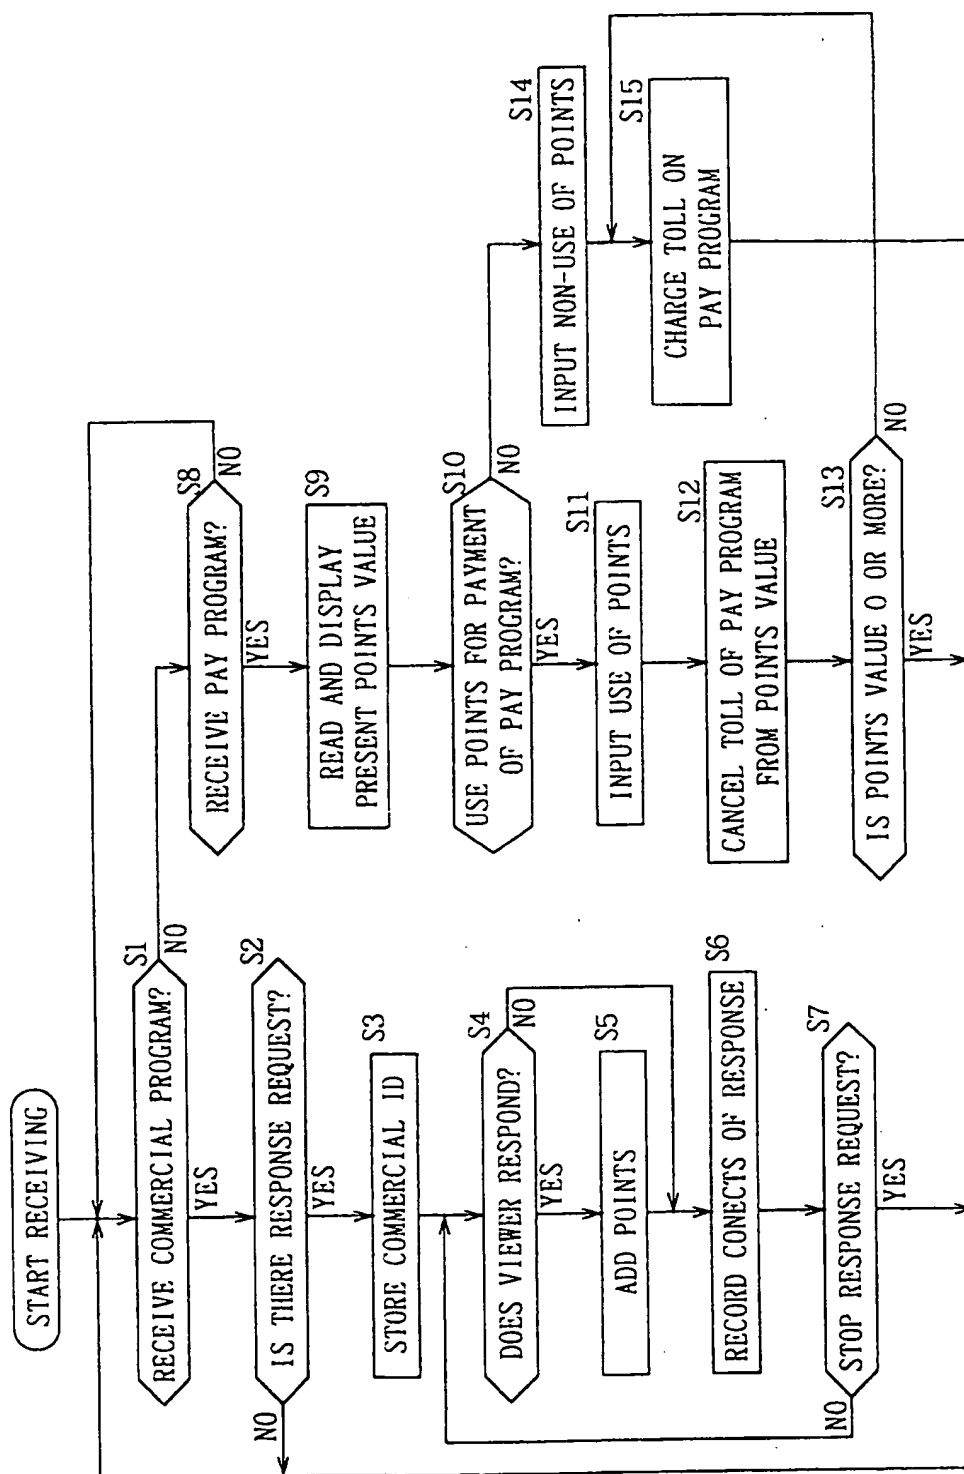 START RECEIVING
S1
RECEIVE COMMERCIAL PROGRAM?
NO
YES
S2
IS THERE RESPONSE REQUEST?
NO
YES
S3
STORE COMMERCIAL ID
S4
DOES VIEWER RESPOND?
NO
YES
S5
ADD POINTS
S6
RECORD CONECTS OF RESPONSE
S7
STOP RESPONSE REQUEST?
NO
YES
S8
RECEIVE PAY PROGRAM?
NO
YES
S9
READ AND DISPLAY
PRESENT POINTS VALUE
S10
USE POINTS FOR PAYMENT
OF PAY PROGRAM?
NO
YES
S11
INPUT USE OF POINTS
S12
CANCEL TOLL OF PAY PROGRAM
FROM POINTS VALUE
S13
IS POINTS VALUE O OR MORE?
NO
YES
S14
INPUT NON-USE OF POINTS
S15
CHARGE TOLL ON
PAY PROGRAM